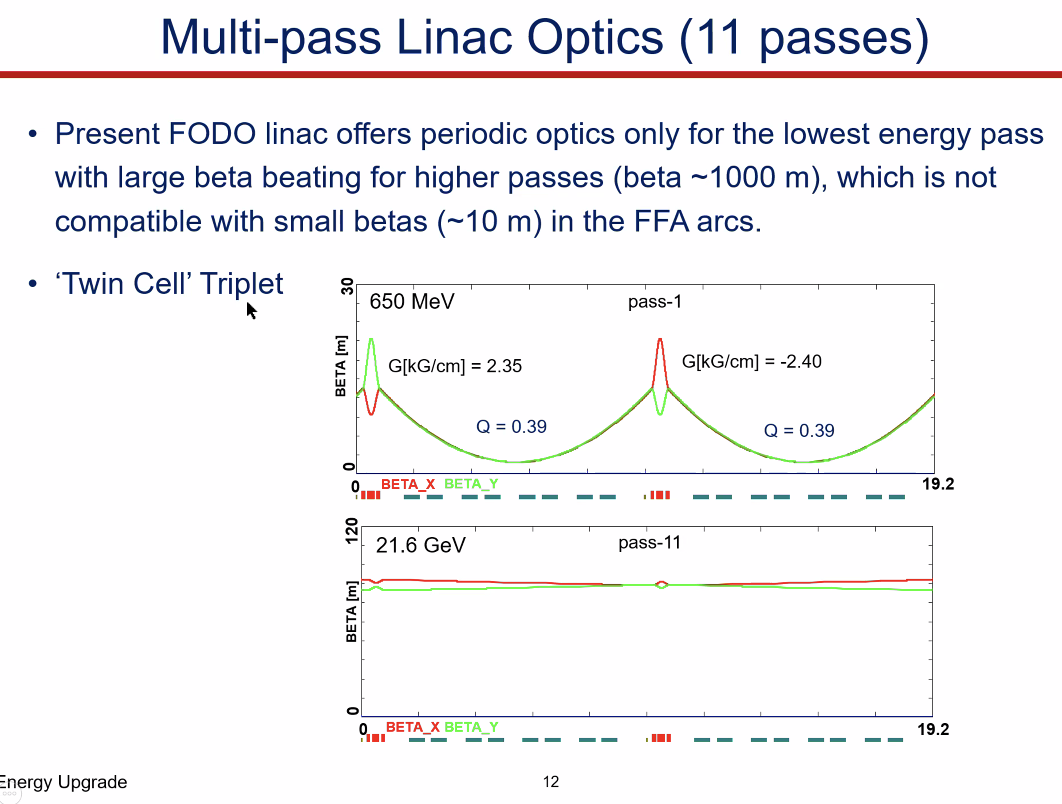 Multi-pass Linac Optics (11 passes)
• Present FODO linac offers periodic optics only for the lowest energy pass
with large beta beating for higher passes (beta ~1000 m), which is not
compatible with small betas (~10 m) in the FFA arcs.
• ‘Twin Cell’ Triplet
30
BETA [m]
0
650 MeV
pass-1
G[kG/cm] = 2.35
G[kG/cm] = -2.40
Q = 0.39
Q = 0.39
0
BETA_X BETA_Y
19.2
120
BETA [m]
0
21.6 GeV
pass-11
0
BETA_X BETA_Y
19.2
Energy Upgrade
12